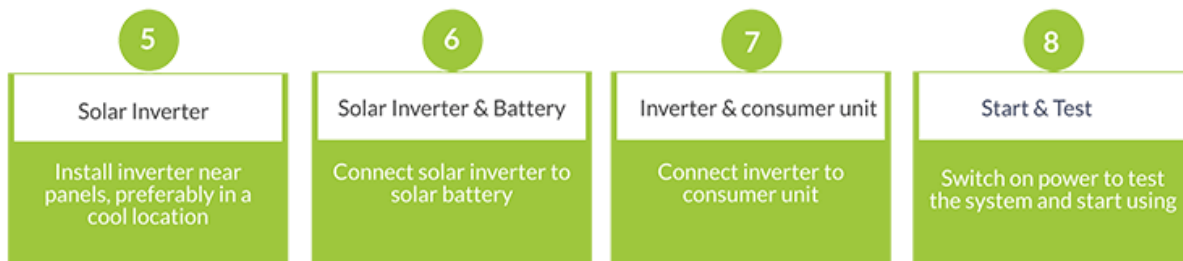 5
Solar Inverter
Install inverter near
panels, preferably in a
cool location
6
Solar Inverter & Battery
Connect solar inverter to
solar battery
7
Inverter & consumer unit
Connect inverter to
consumer unit
8
Start & Test
Switch on power to test
the system and start using